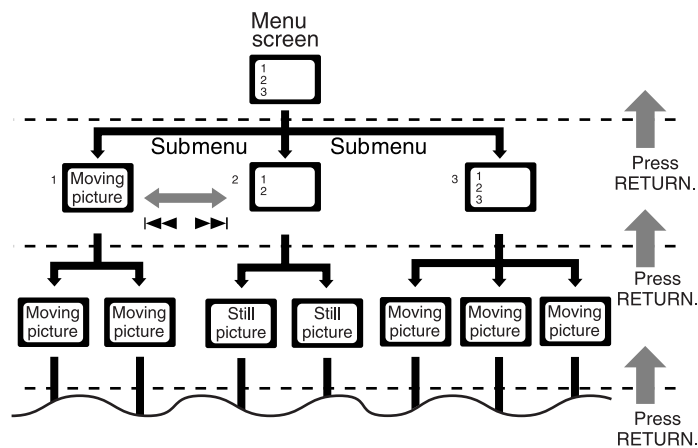 Menu
screen
1
2
3
Submenu
Submenu
Press
RETURN.
1
Moving
picture
2
1
2
3
1
2
3
Press
RETURN.
Moving
picture
Moving
picture
Still
picture
Still
picture
Moving
picture
Moving
picture
Moving
picture
Press
RETURN.